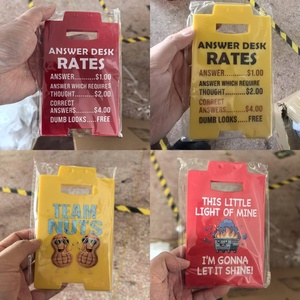 ANSWER DESK
RATES
ANSWER...........$1.00
ANSWER WHICH REQUIRE
THOUGHT.........$2.00
CORRECT
ANSWERS.........$4.00
DUMB LOOKS.....FREE
ANSWER DESK
RATES
ANSWER...........$1.00
ANSWER WHICH REQUIRE
THOUGHT.........$2.00
CORRECT
ANSWERS.........$4.00
DUMB LOOKS.....FREE
TEAM
NUTS
THIS LITTLE
LIGHT OF MINE
I'M GONNA
LET IT SHINE!